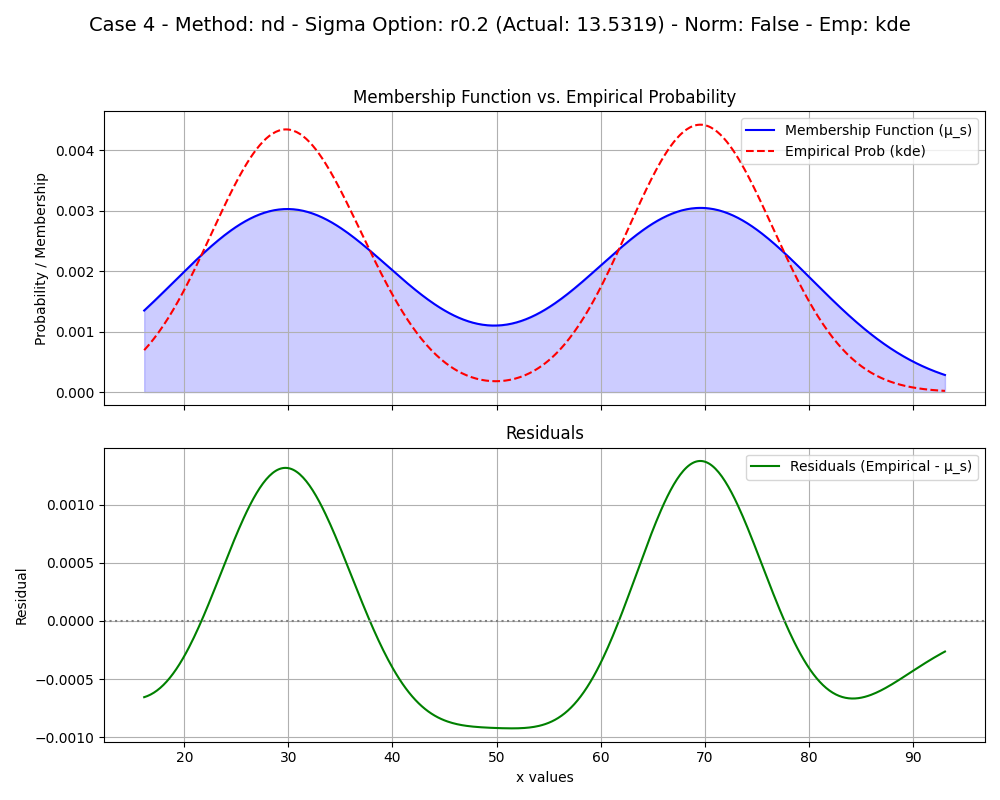 Case 4 - Method: nd - Sigma Option: r0.2 (Actual: 13.5319) - Norm: False - Emp: kde
Membership Function vs. Empirical Probability
Membership Function (μ_s)
Empirical Prob (kde)
Probability / Membership
0.004
0.003
0.002
0.001
0.000
Residuals
Residuals (Empirical - μ_s)
Residual
0.0010
0.0005
0.0000
−0.0005
−0.0010
20 30 40 50 60 70 80 90
x values